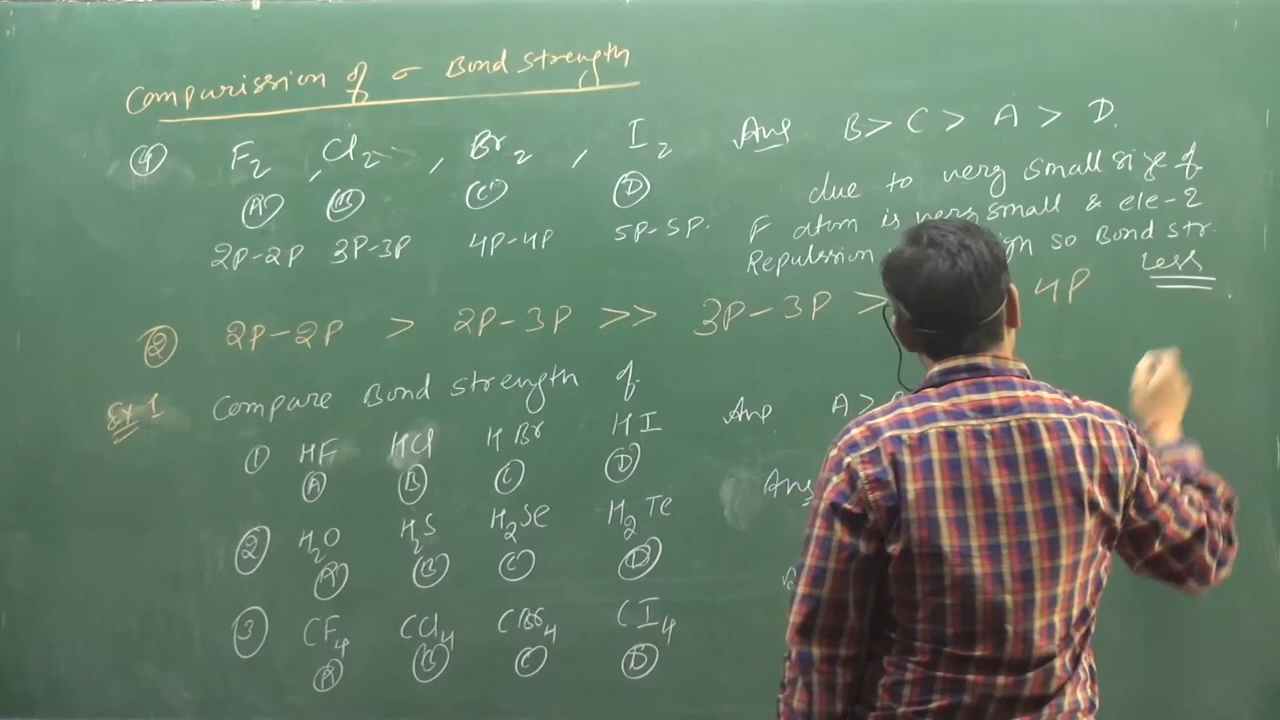 Comparission of σ Bond strength
④ F₂ , Cl₂ , Br₂ , I₂ Ans B > C > A > D.
Ⓐ Ⓑ Ⓒ Ⓓ
2P-2P 3P-3P 4P-4P 5P-5P.
due to very small size of
F atom is very small & ele-2
Repulssion so Bond str.
less
② 2P-2P > 2P-3P >> 3P-3P > 4P
Ex 1 Compare Bond strength of
① HF HCl HBr HI Ans A >
Ⓐ Ⓑ Ⓒ Ⓓ
② H₂O H₂S H₂Se H₂Te Ans
Ⓐ Ⓑ Ⓒ Ⓓ
③ CF₄ CCl₄ CBr₄ CI₄
Ⓐ Ⓑ Ⓒ Ⓓ